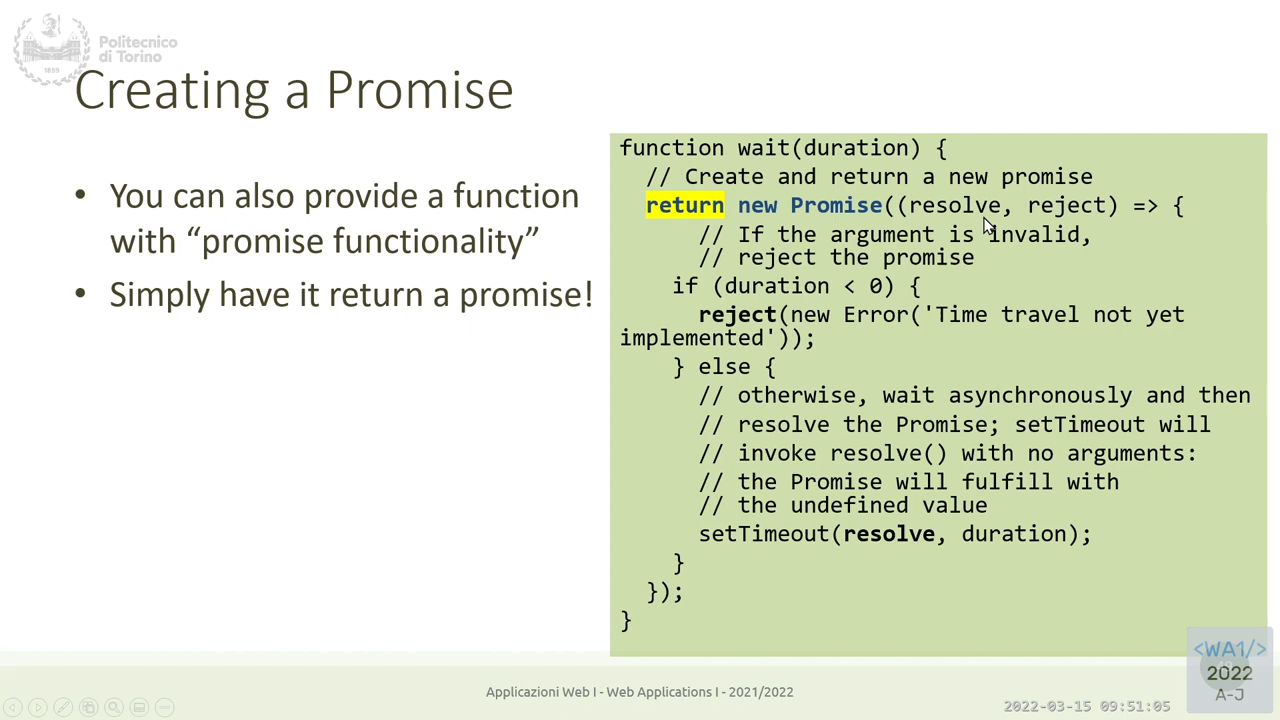 Politecnico
di Torino
1859
Creating a Promise
• You can also provide a function
with “promise functionality”
• Simply have it return a promise!
function wait(duration) {
// Create and return a new promise
return new Promise((resolve, reject) => {
// If the argument is invalid,
// reject the promise
if (duration < 0) {
reject(new Error('Time travel not yet
implemented'));
} else {
// otherwise, wait asynchronously and then
// resolve the Promise; setTimeout will
// invoke resolve() with no arguments:
// the Promise will fulfill with
// the undefined value
setTimeout(resolve, duration);
}
});
}
Applicazioni Web I - Web Applications I - 2021/2022
<WA1/>
2022
A-J
2022-03-15 09:51:05